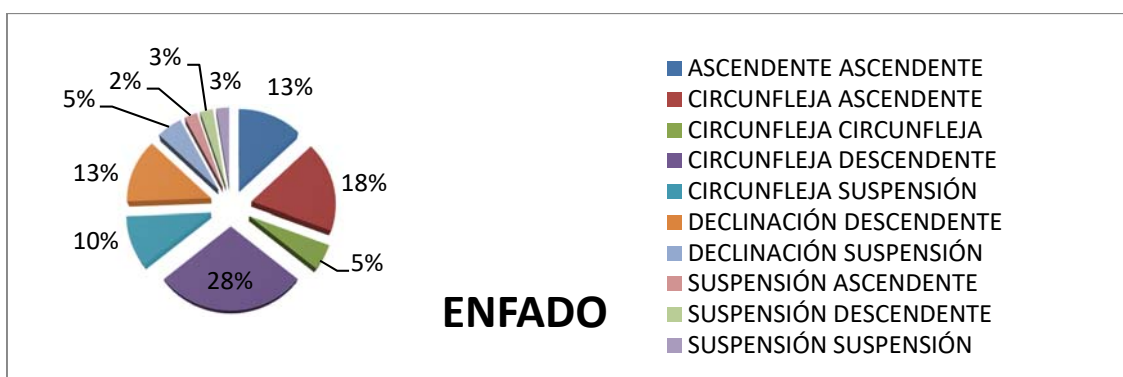 3%
3%
13%
2%
5%
13%
18%
10%
28%
5%
ENFADO
ASCENDENTE ASCENDENTE
CIRCUNFLEJA ASCENDENTE
CIRCUNFLEJA CIRCUNFLEJA
CIRCUNFLEJA DESCENDENTE
CIRCUNFLEJA SUSPENSIÓN
DECLINACIÓN DESCENDENTE
DECLINACIÓN SUSPENSIÓN
SUSPENSIÓN ASCENDENTE
SUSPENSIÓN DESCENDENTE
SUSPENSIÓN SUSPENSIÓN